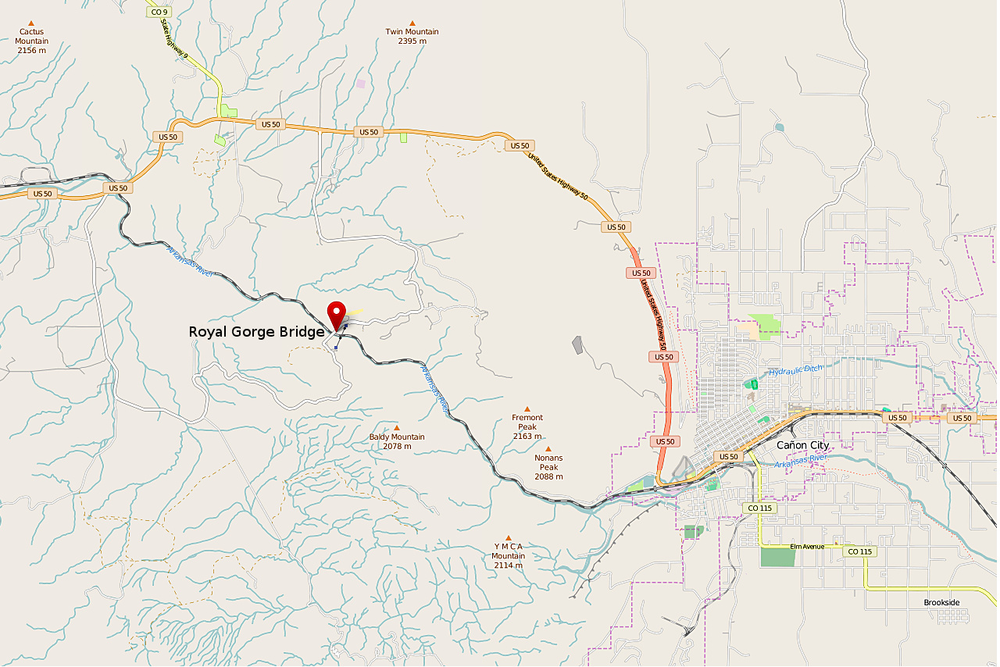 CO 9
State Highway 9
Cactus
Mountain
2156 m
Twin Mountain
2395 m
US 50
US 50
US 50
US 50
US 50
US 50
United States Highway 50
US 50
US 50
United States Highway 50
US 50
US 50
Arkansas River
Royal Gorge Bridge
Arkansas River
Hydraulic Ditch
Fremont
Peak
2163 m
Baldy Mountain
2078 m
Nonans
Peak
2088 m
US 50
US 50
US 50
Cañon City
Arkansas River
CO 115
Y M C A
Mountain
2114 m
Elm Avenue
CO 115
Brookside